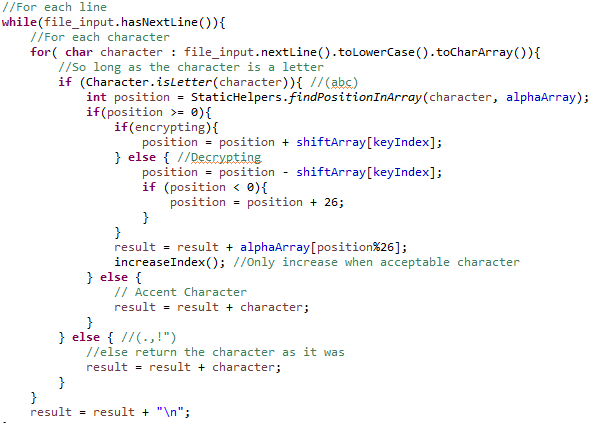 //For each line
while(file_input.hasNextLine()){
//For each character
for( char character : file_input.nextLine().toLowerCase().toCharArray()){
//So long as the character is a letter
if (Character.isLetter(character)){ //(abc)
int position = StaticHelpers.findPositionInArray(character, alphaArray);
if(position >= 0){
if(encrypting){
position = position + shiftArray[keyIndex];
} else { //Decrypting
position = position - shiftArray[keyIndex];
if (position < 0){
position = position + 26;
}
}
result = result + alphaArray[position%26];
increaseIndex(); //Only increase when acceptable character
} else {
// Accent Character
result = result + character;
}
} else { //(.,!")
//else return the character as it was
result = result + character;
}
}
result = result + "\n";